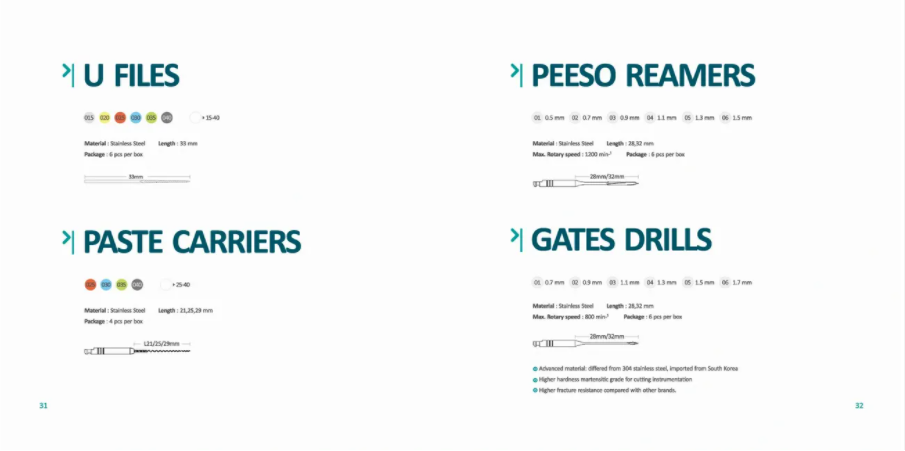 U FILES
015 020 025 030 035 040 • 15-40
Material : Stainless Steel Length : 33 mm
Package : 6 pcs per box
33mm
PASTE CARRIERS
025 030 035 040 • 25-40
Material : Stainless Steel Length : 21,25,29 mm
Package : 4 pcs per box
L21/25/29mm
31
PEESO REAMERS
01 0.5 mm 02 0.7 mm 03 0.9 mm 04 1.1 mm 05 1.3 mm 06 1.5 mm
Material : Stainless Steel Length : 28,32 mm
Max. Rotary speed : 1200 min-¹ Package : 6 pcs per box
28mm/32mm
GATES DRILLS
01 0.7 mm 02 0.9 mm 03 1.1 mm 04 1.3 mm 05 1.5 mm 06 1.7 mm
Material : Stainless Steel Length : 28,32 mm
Max. Rotary speed : 800 min-¹ Package : 6 pcs per box
28mm/32mm
Advanced material: differed from 304 stainless steel, imported from South Korea
Higher hardness martensitic grade for cutting instrumentation
Higher fracture resistance compared with other brands.
32